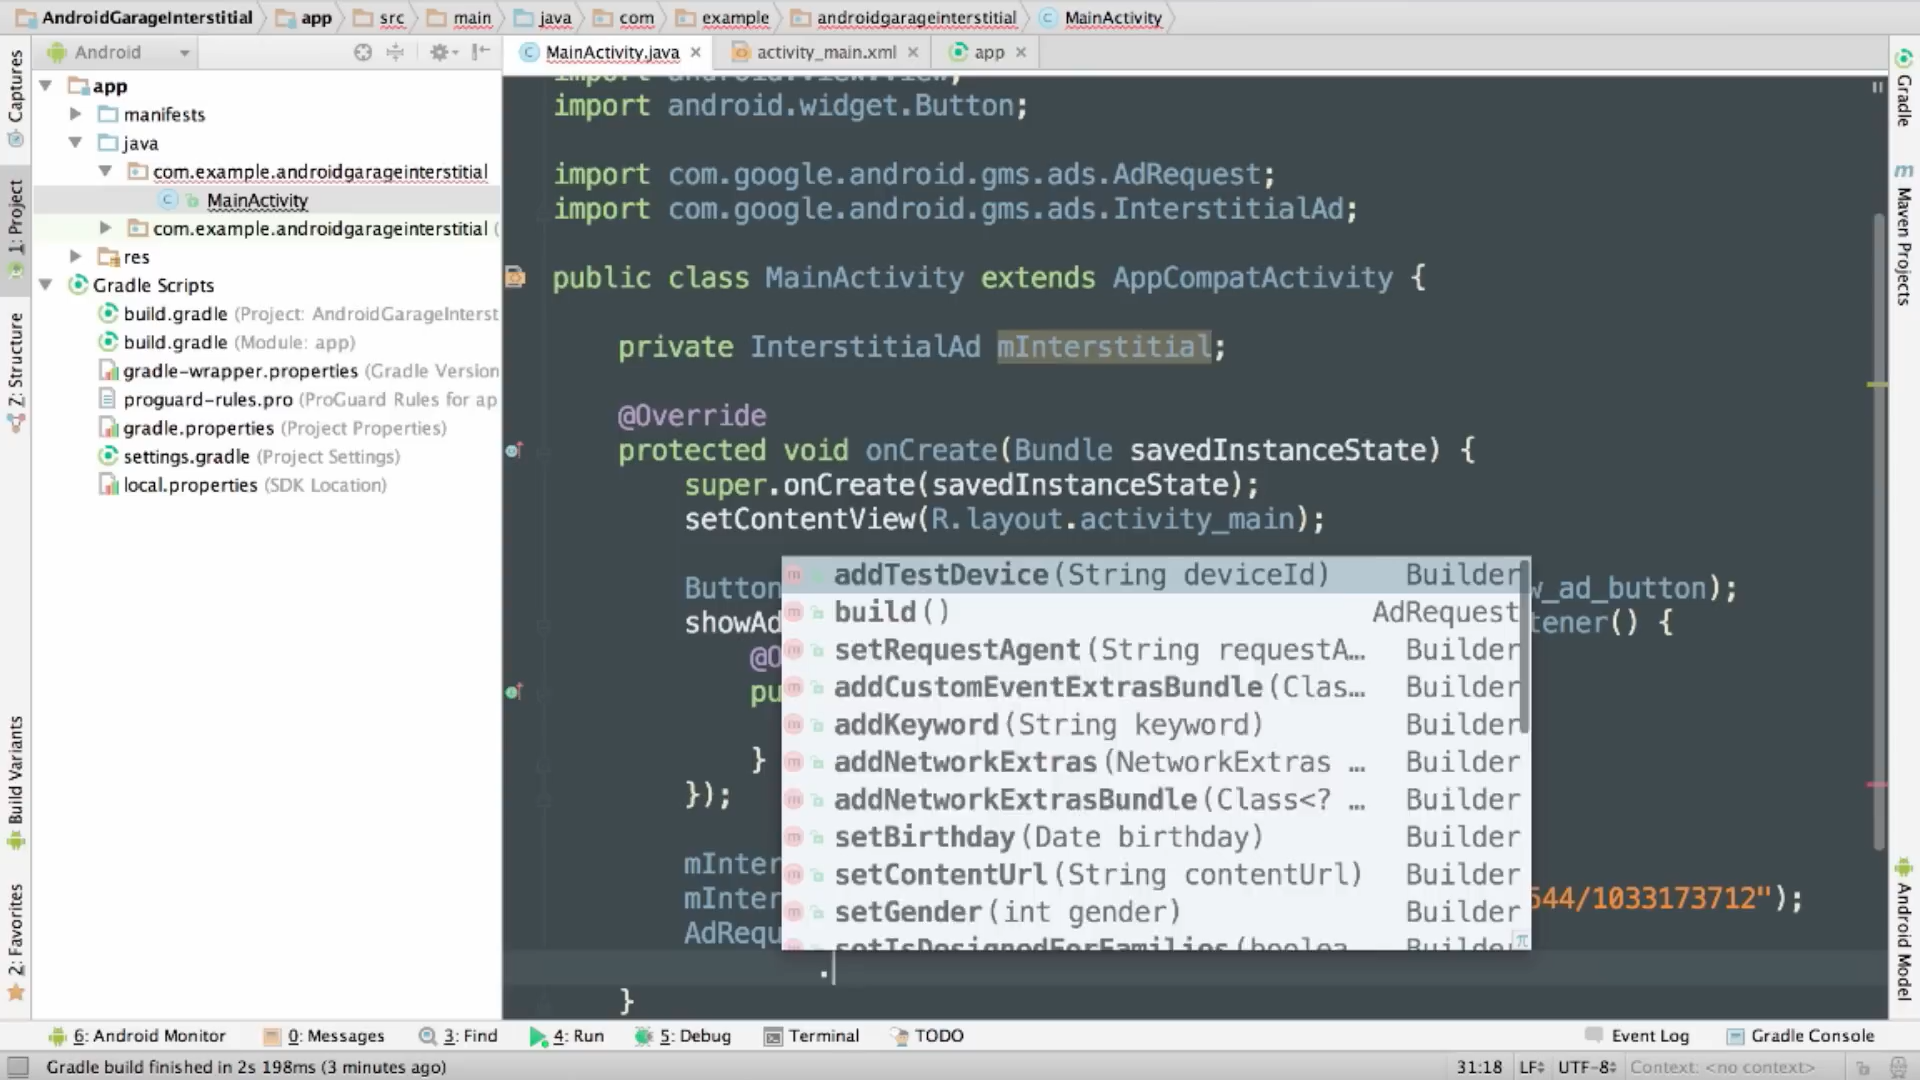 AndroidGarageInterstitial app src main java com example androidgarageinterstitial MainActivity
Android
MainActivity.java
activity_main.xml
app
Captures
1: Project
Z: Structure
Build Variants
2: Favorites
app
manifests
java
com.example.androidgarageinterstitial
MainActivity
com.example.androidgarageinterstitial (
res
Gradle Scripts
build.gradle (Project: AndroidGarageInterst
build.gradle (Module: app)
gradle-wrapper.properties (Gradle Version
proguard-rules.pro (ProGuard Rules for ap
gradle.properties (Project Properties)
settings.gradle (Project Settings)
local.properties (SDK Location)
import android.view.View;
import android.widget.Button;
import com.google.android.gms.ads.AdRequest;
import com.google.android.gms.ads.InterstitialAd;
public class MainActivity extends AppCompatActivity {
private InterstitialAd mInterstitial;
@Override
protected void onCreate(Bundle savedInstanceState) {
super.onCreate(savedInstanceState);
setContentView(R.layout.activity_main);
Button w_ad_button);
showAd tener() {
@O
pu
}
});
mInter
mInter 544/1033173712");
AdRequ
.
}
addTestDevice(String deviceId) Builder
build() AdRequest
setRequestAgent(String requestA… Builder
addCustomEventExtrasBundle(Clas… Builder
addKeyword(String keyword) Builder
addNetworkExtras(NetworkExtras … Builder
addNetworkExtrasBundle(Class<? … Builder
setBirthday(Date birthday) Builder
setContentUrl(String contentUrl) Builder
setGender(int gender) Builder
setIsDesignedForFamilies(boolea Builder
π
Gradle
m Maven Projects
Android Model
6: Android Monitor 0: Messages 3: Find 4: Run 5: Debug Terminal TODO Event Log Gradle Console
Gradle build finished in 2s 198ms (3 minutes ago) 31:18 LF UTF-8 Context: <no context>